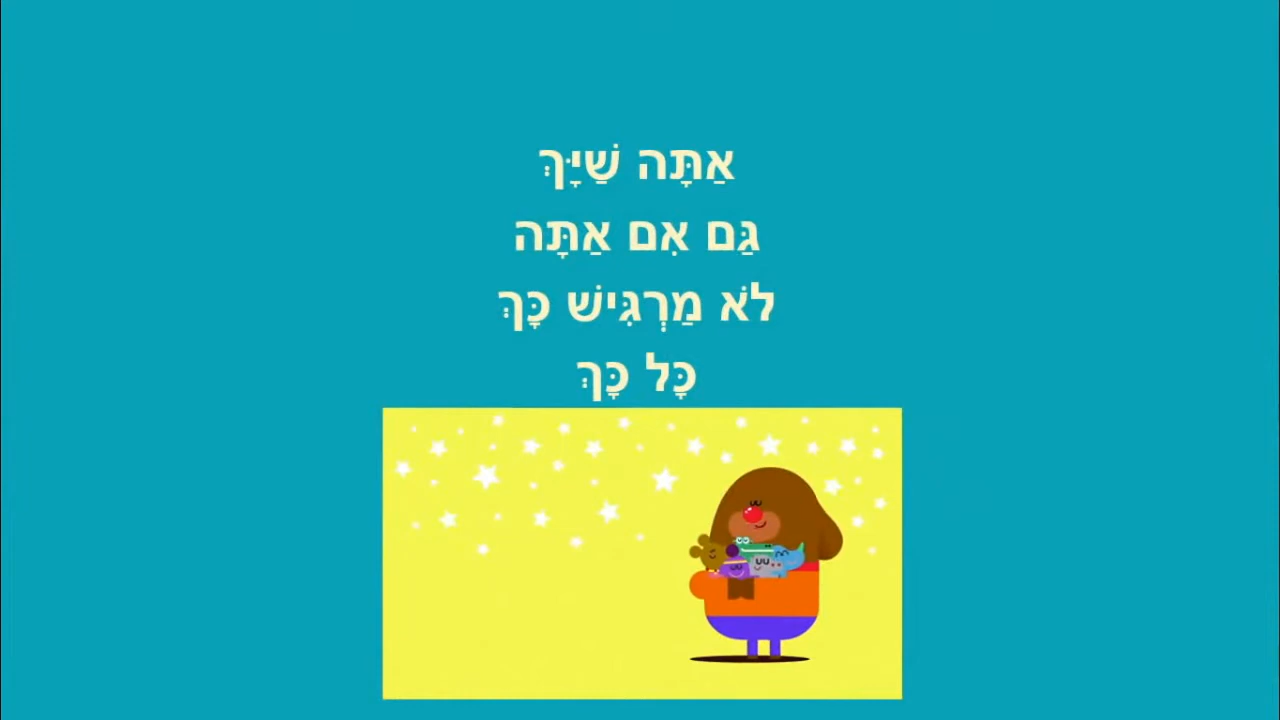 אַתָּה שַׁיָּךְ
גַּם אִם אַתָּה
לֹא מַרְגִּישׁ כָּךְ
כָּל כָּךְ